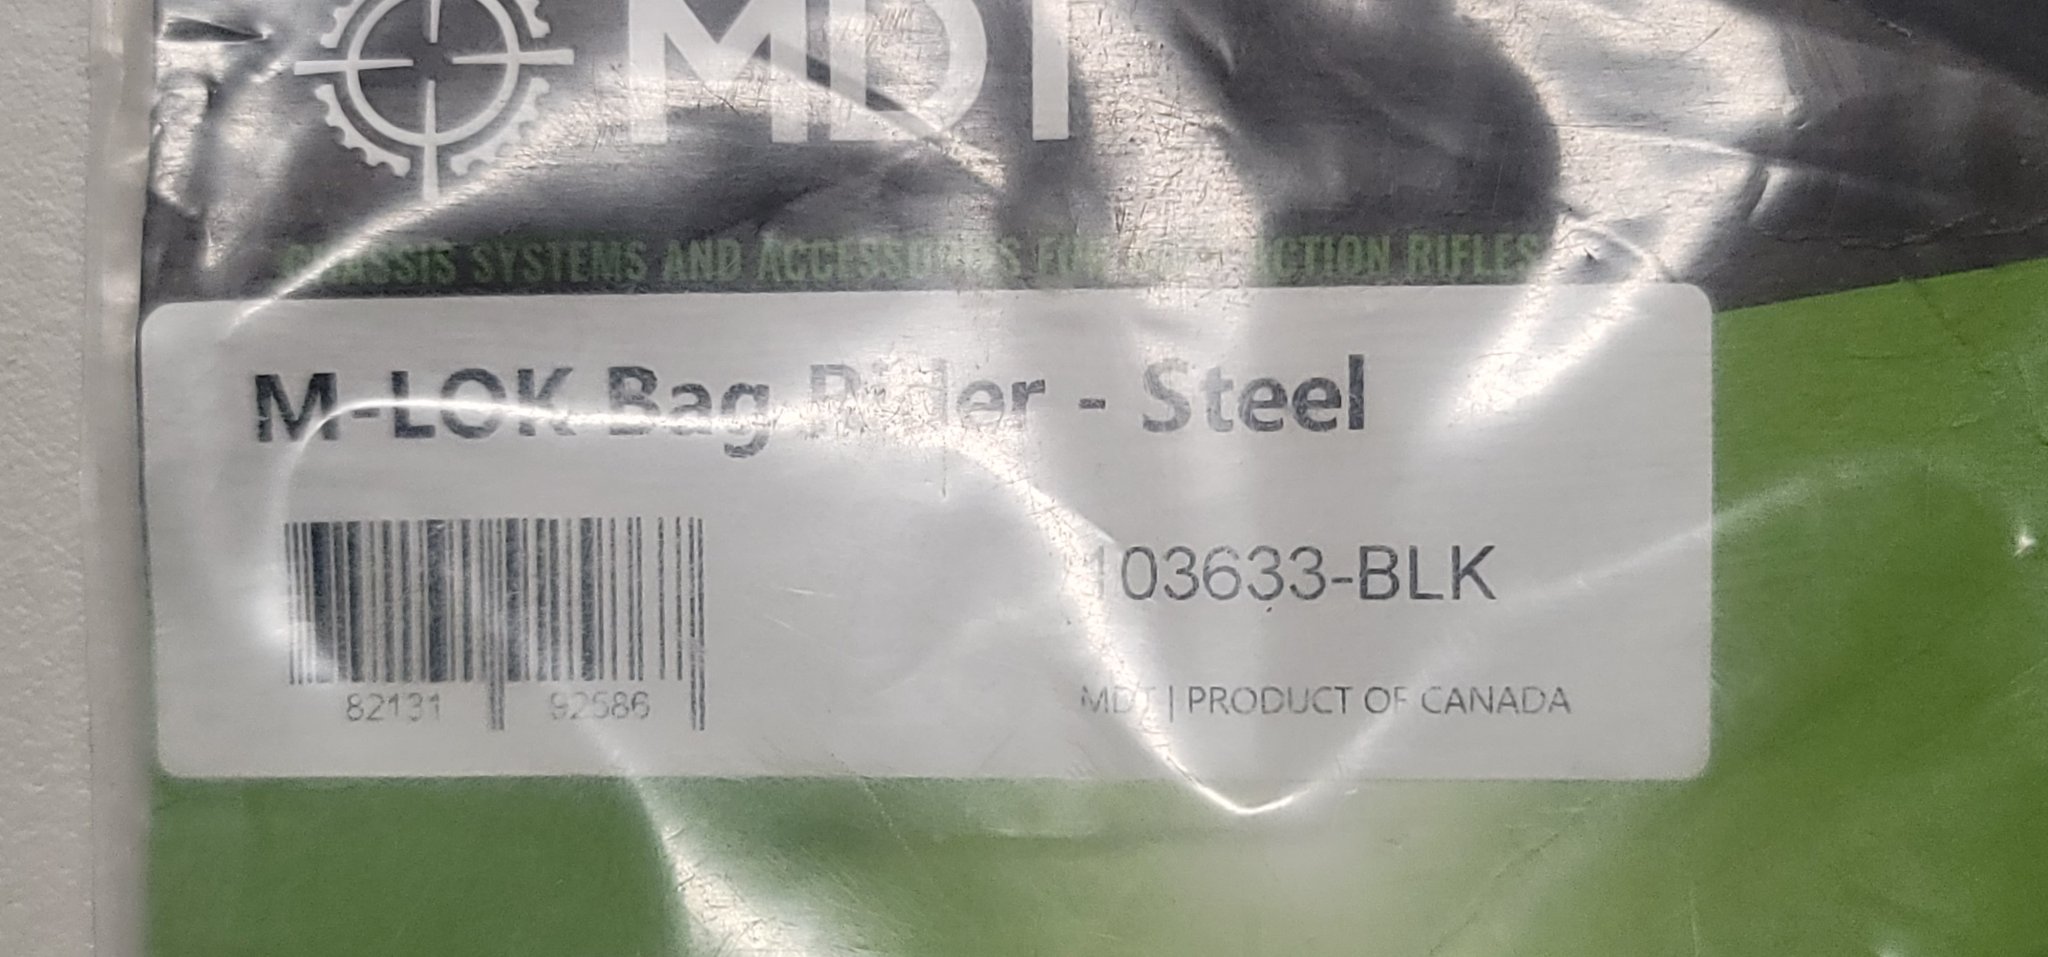 MDT
CHASSIS SYSTEMS AND ACCESSORIES FOR BOLT ACTION RIFLES
M-LOK Bag Rider - Steel
103633-BLK
82131 92586
MDT | PRODUCT OF CANADA